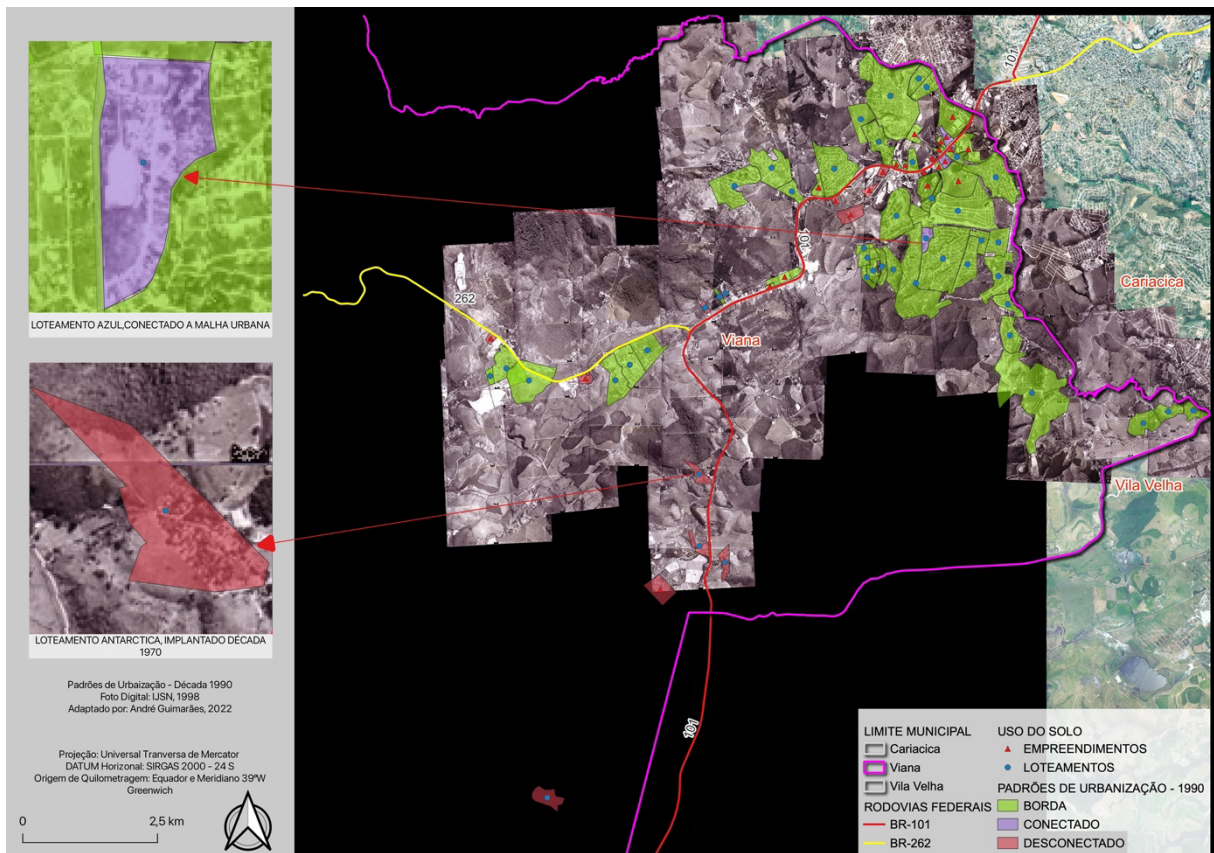 LOTEAMENTO AZUL,CONECTADO A MALHA URBANA
LOTEAMENTO ANTARCTICA, IMPLANTADO DÉCADA
1970
Padrões de Urbaização - Década 1990
Foto Digital: IJSN, 1998
Adaptado por: André Guimarães, 2022
Projeção: Universal Tranversa de Mercator
DATUM Horizonal: SIRGAS 2000 - 24 S
Origem de Quilometragem: Equador e Meridiano 39ºW
Greenwich
0 2,5 km
101
101
262
Viana
Cariacica
Vila Velha
101
LIMITE MUNICIPAL
Cariacica
Viana
Vila Velha
RODOVIAS FEDERAIS
BR-101
BR-262
USO DO SOLO
EMPREENDIMENTOS
LOTEAMENTOS
PADRÕES DE URBANIZAÇÃO - 1990
BORDA
CONECTADO
DESCONECTADO